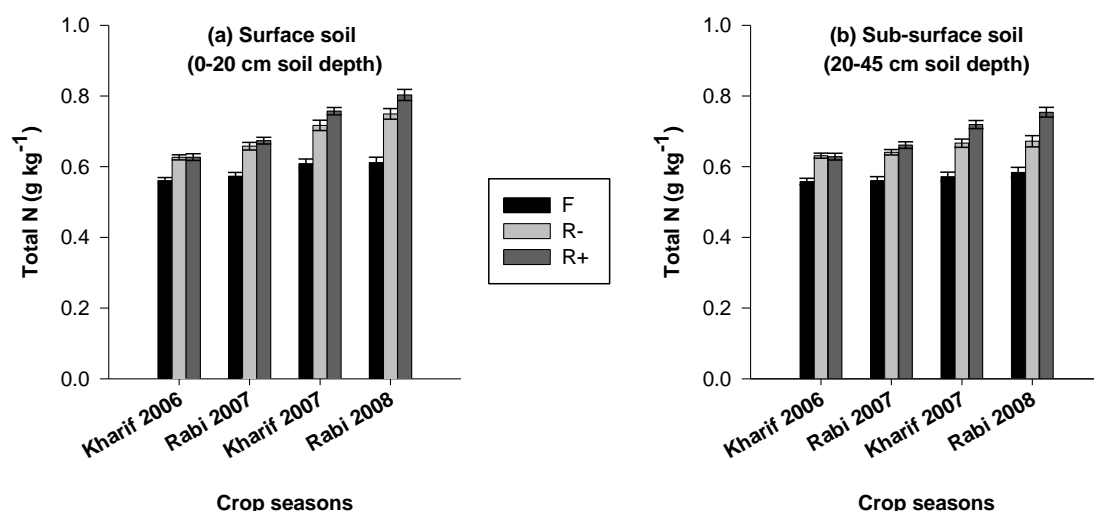 (a) Surface soil
(0-20 cm soil depth)
Total N (g kg-1)
1.0
0.8
0.6
0.4
0.2
0.0
Kharif 2006
Rabi 2007
Kharif 2007
Rabi 2008
Crop seasons
F
R-
R+
(b) Sub-surface soil
(20-45 cm soil depth)
Total N (g kg-1)
1.0
0.8
0.6
0.4
0.2
0.0
Kharif 2006
Rabi 2007
Kharif 2007
Rabi 2008
Crop seasons